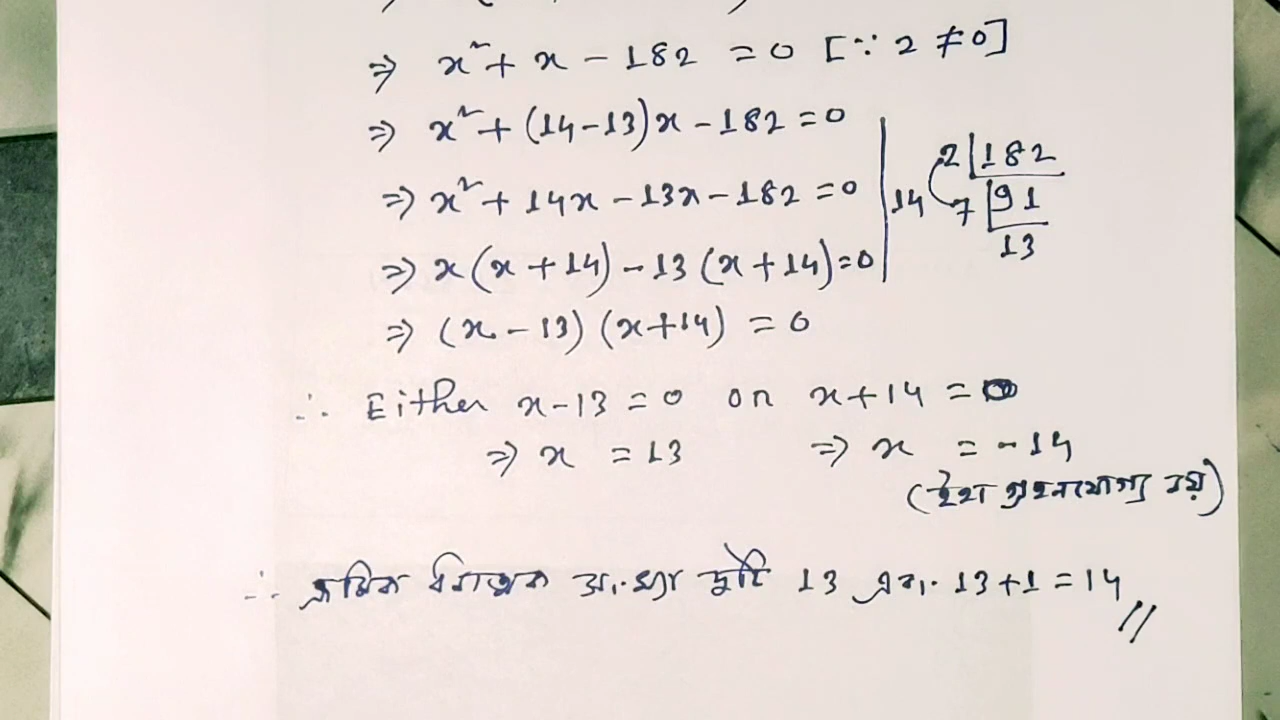 ⇒ x² + x - 182 = 0 [∵ 2 ≠ 0]
⇒ x² + (14-13)x - 182 = 0
⇒ x² + 14x - 13x - 182 = 0
⇒ x(x + 14) - 13(x + 14) = 0
⇒ (x - 13)(x + 14) = 0
2 | 182
14 7 | 91
13
∴ Either x - 13 = 0 or x + 14 = 0
⇒ x = 13 ⇒ x = -14
(ইহা গ্রহনযোগ্য নয়)
∴ ক্রমিক ধনাত্মক সংখ্যা দুটি 13 এবং 13+1 = 14 //